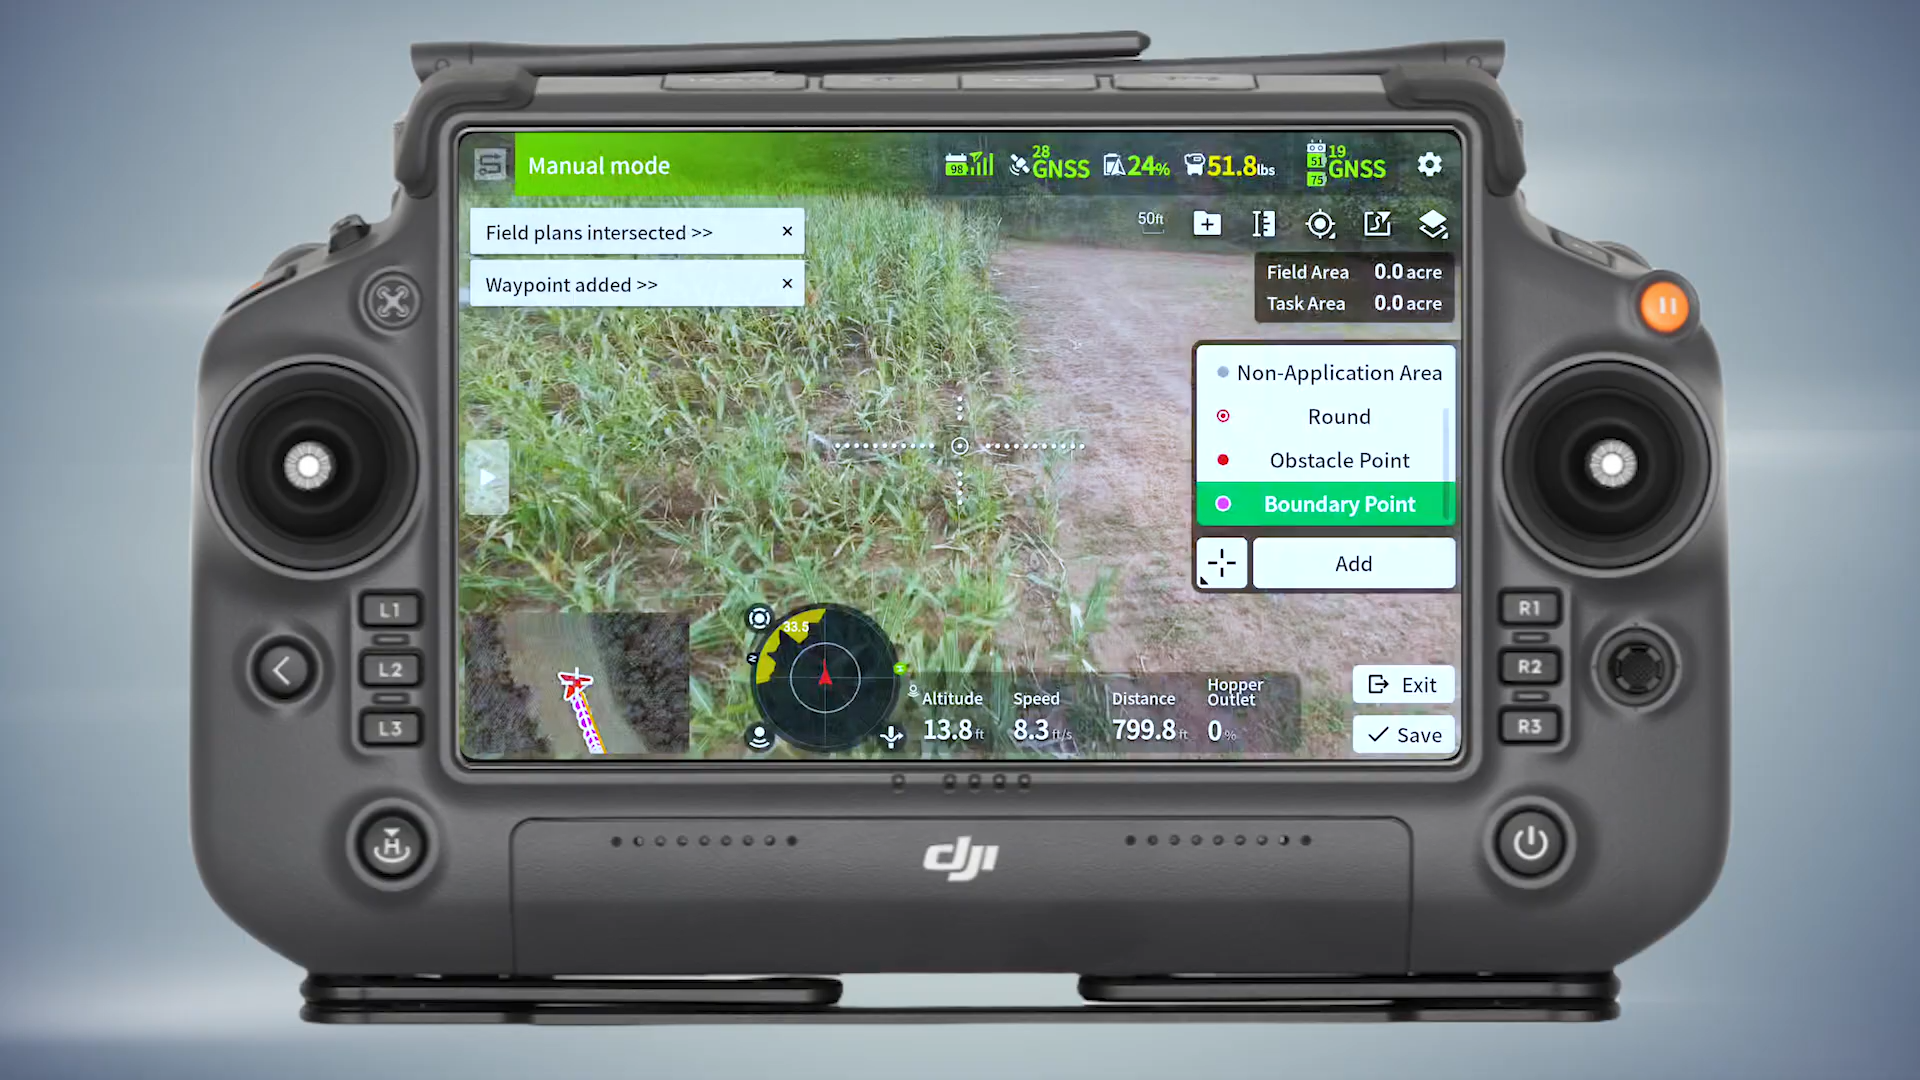 Manual mode
98
28
GNSS
24%
51.8lbs
51
75
19
GNSS
Field plans intersected >>
Waypoint added >>
50ft
Field Area 0.0 acre
Task Area 0.0 acre
Non-Application Area
Round
Obstacle Point
Boundary Point
Add
33.5
N
H
Altitude
13.8 ft
Speed
8.3 ft/s
Distance
799.8 ft
Hopper
Outlet
0 %
Exit
Save
L1
L2
L3
R1
R2
R3
H
dji